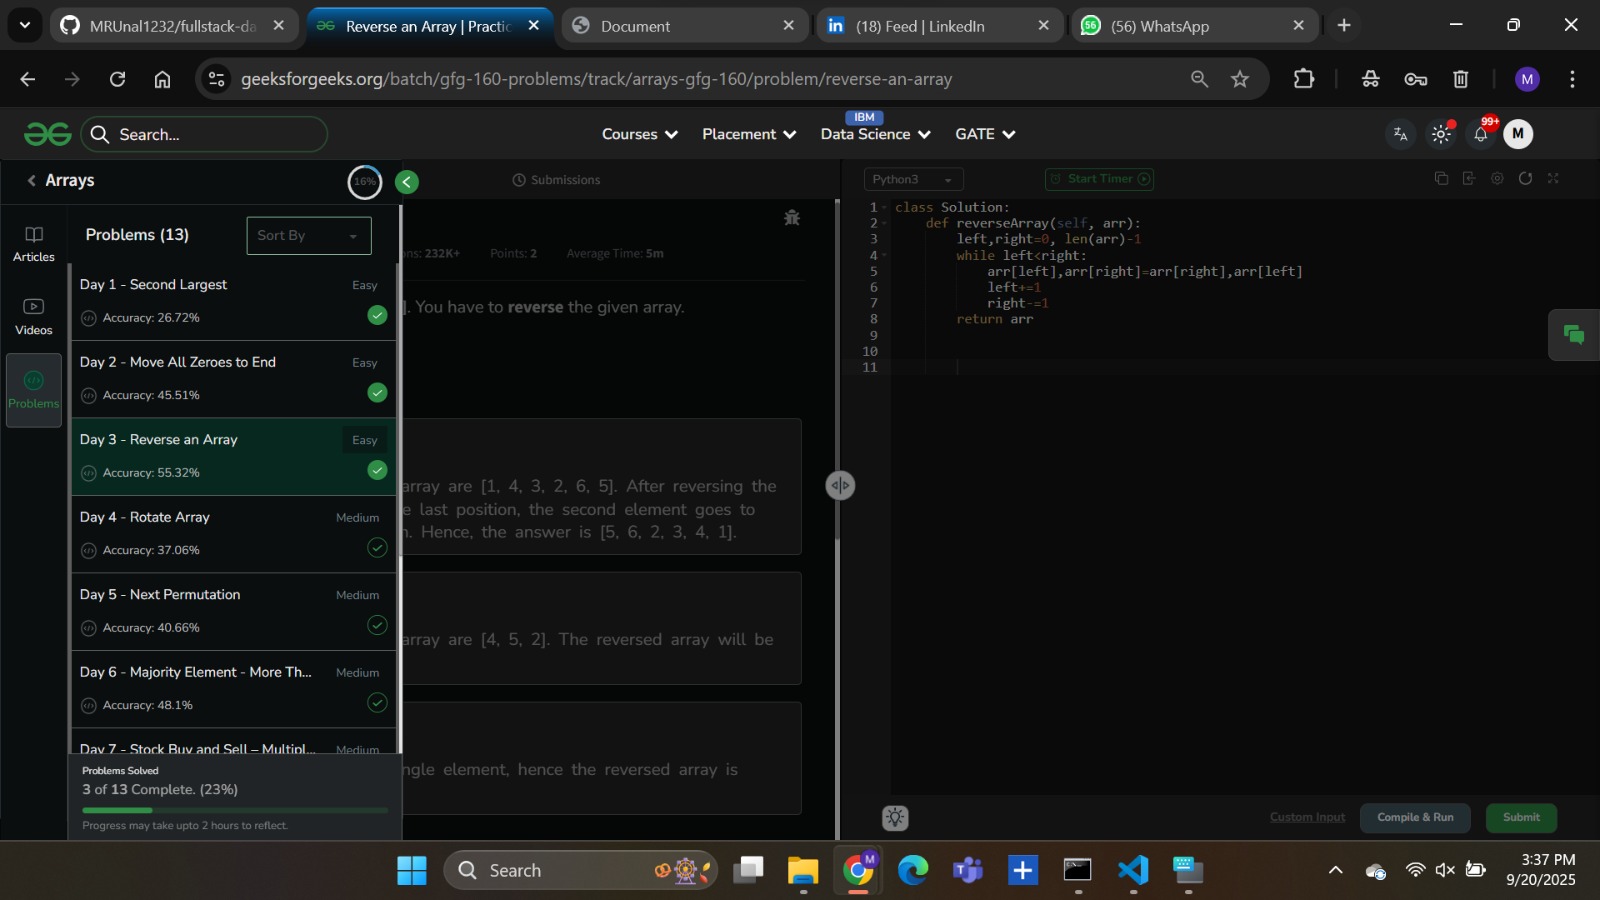 MRUnal1232/fullstack-da
Reverse an Array | Practic
Document
(18) Feed | LinkedIn
56
(56) WhatsApp
geeksforgeeks.org/batch/gfg-160-problems/track/arrays-gfg-160/problem/reverse-an-array
M
Search...
Courses
Placement
IBM
Data Science
GATE
99+
M
Arrays
16%
Submissions
Python3
Start Timer
Articles
Videos
Problems
Problems (13)
Sort By
Day 1 - Second Largest
Easy
Accuracy: 26.72%
Day 2 - Move All Zeroes to End
Easy
Accuracy: 45.51%
Day 3 - Reverse an Array
Easy
Accuracy: 55.32%
Day 4 - Rotate Array
Medium
Accuracy: 37.06%
Day 5 - Next Permutation
Medium
Accuracy: 40.66%
Day 6 - Majority Element - More Th...
Medium
Accuracy: 48.1%
Day 7 - Stock Buy and Sell – Multipl...
Medium
Problems Solved
3 of 13 Complete. (23%)
Progress may take upto 2 hours to reflect.
ns: 232K+
Points: 2
Average Time: 5m
]. You have to reverse the given array.
array are [1, 4, 3, 2, 6, 5]. After reversing the
e last position, the second element goes to
n. Hence, the answer is [5, 6, 2, 3, 4, 1].
array are [4, 5, 2]. The reversed array will be
ngle element, hence the reversed array is
1 class Solution:
2 def reverseArray(self, arr):
3 left,right=0, len(arr)-1
4 while left<right:
5 arr[left],arr[right]=arr[right],arr[left]
6 left+=1
7 right-=1
8 return arr
9
10
11
Custom Input
Compile & Run
Submit
Search
M
3:37 PM
9/20/2025